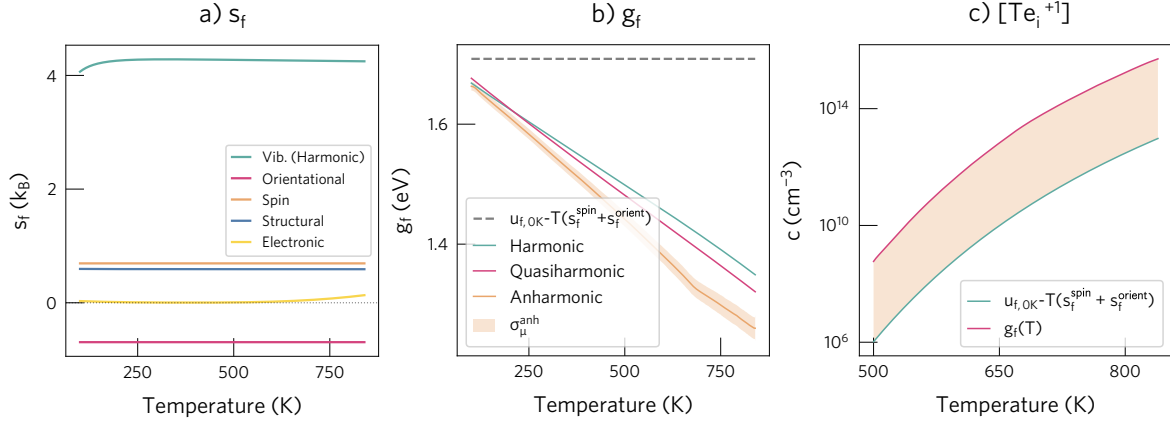 a) s_f
s_f (k_B)
4
2
0
Vib. (Harmonic)
Orientational
Spin
Structural
Electronic
250
500
750
Temperature (K)
b) g_f
g_f (eV)
1.6
1.4
u_{f,0K}-T(s_f^{spin}+s_f^{orient})
Harmonic
Quasiharmonic
Anharmonic
σ_μ^{anh}
250
500
750
Temperature (K)
c) [Te_i^{+1}]
c (cm^{-3})
10^{14}
10^{10}
10^6
u_{f,0K}-T(s_f^{spin} + s_f^{orient})
g_f(T)
500
650
800
Temperature (K)